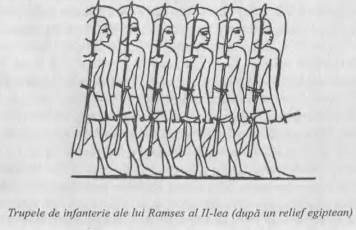 Trupele de infanterie ale lui Ramses al II-lea (după un relief egiptean)